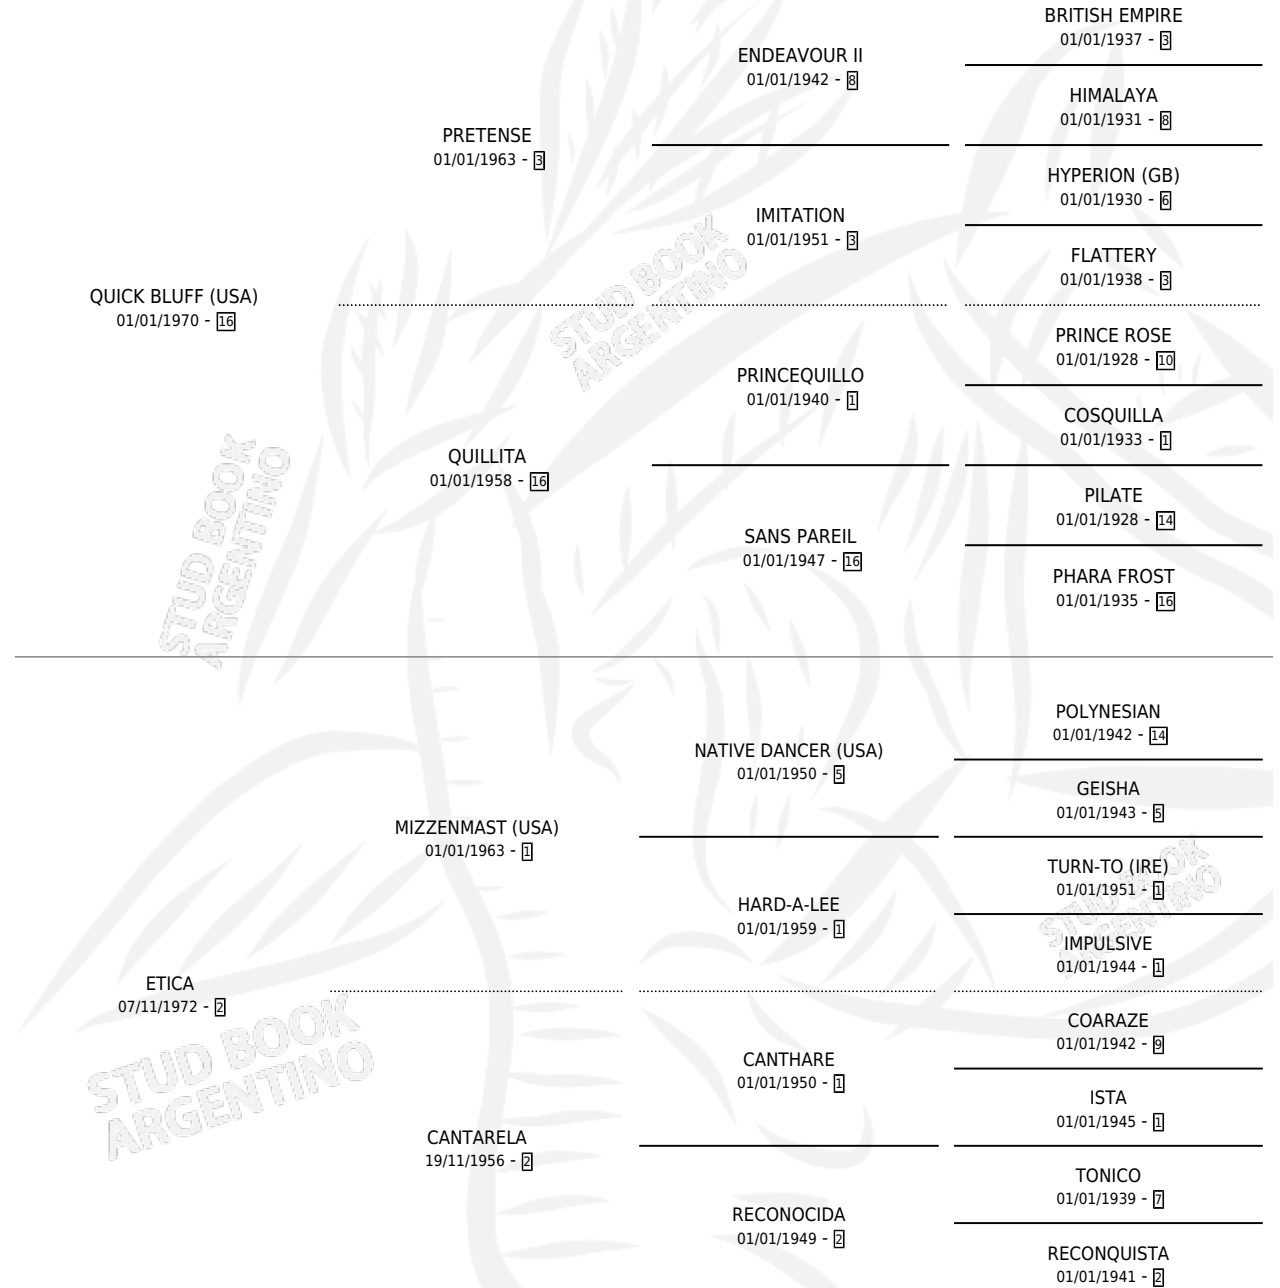 BRITISH EMPIRE
01/01/1937 - 3
ENDEAVOUR II
01/01/1942 - 8
HIMALAYA
01/01/1931 - 8
PRETENSE
01/01/1963 - 3
HYPERION (GB)
01/01/1930 - 6
IMITATION
01/01/1951 - 3
FLATTERY
01/01/1938 - 3
QUICK BLUFF (USA)
01/01/1970 - 16
PRINCE ROSE
01/01/1928 - 10
PRINCEQUILLO
01/01/1940 - 1
COSQUILLA
01/01/1933 - 1
QUILLITA
01/01/1958 - 16
PILATE
01/01/1928 - 14
SANS PAREIL
01/01/1947 - 16
PHARA FROST
01/01/1935 - 16
STUD BOOK
ARGENTINO
STUD BOOK
ARGENTINO
POLYNESIAN
01/01/1942 - 14
NATIVE DANCER (USA)
01/01/1950 - 5
GEISHA
01/01/1943 - 5
MIZZENMAST (USA)
01/01/1963 - 1
TURN-TO (IRE)
01/01/1951 - 1
HARD-A-LEE
01/01/1959 - 1
IMPULSIVE
01/01/1944 - 1
ETICA
07/11/1972 - 2
COARAZE
01/01/1942 - 9
CANTHARE
01/01/1950 - 1
ISTA
01/01/1945 - 1
CANTARELA
19/11/1956 - 2
TONICO
01/01/1939 - 7
RECONOCIDA
01/01/1949 - 2
RECONQUISTA
01/01/1941 - 2
STUD BOOK
ARGENTINO
STUD BOOK
ARGENTINO